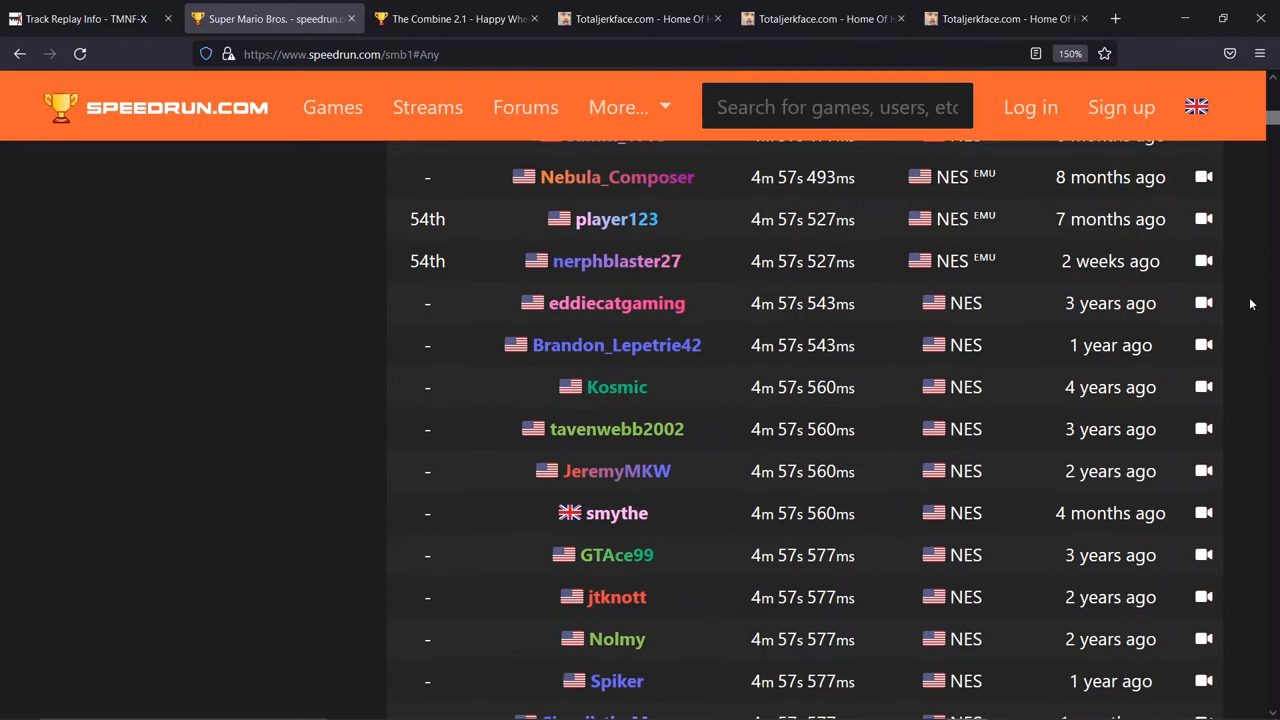 Track Replay Info - TMNF-X
Super Mario Bros. - speedrun.c
The Combine 2.1 - Happy Whe
Totaljerkface.com - Home Of H
Totaljerkface.com - Home Of H
Totaljerkface.com - Home Of H
https://www.speedrun.com/smb1#Any
150%
SPEEDRUN.COM Games Streams Forums More... Search for games, users, etc Log in Sign up
- Nebula_Composer 4m 57s 493ms NES EMU 8 months ago
54th player123 4m 57s 527ms NES EMU 7 months ago
54th nerphblaster27 4m 57s 527ms NES EMU 2 weeks ago
- eddiecatgaming 4m 57s 543ms NES 3 years ago
- Brandon_Lepetrie42 4m 57s 543ms NES 1 year ago
- Kosmic 4m 57s 560ms NES 4 years ago
- tavenwebb2002 4m 57s 560ms NES 3 years ago
- JeremyMKW 4m 57s 560ms NES 2 years ago
- smythe 4m 57s 560ms NES 4 months ago
- GTAce99 4m 57s 577ms NES 3 years ago
- jtknott 4m 57s 577ms NES 2 years ago
- Nolmy 4m 57s 577ms NES 2 years ago
- Spiker 4m 57s 577ms NES 1 year ago